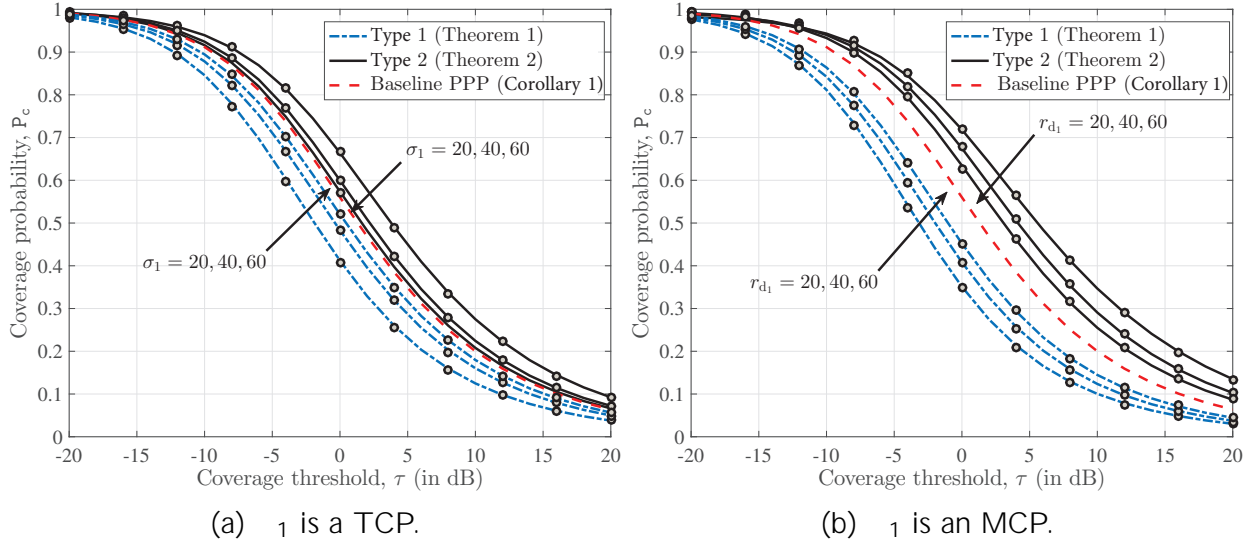 1
0.9
0.8
0.7
0.6
0.5
0.4
0.3
0.2
0.1
0
Coverage probability, P_c
Type 1 (Theorem 1)
Type 2 (Theorem 2)
Baseline PPP (Corollary 1)
σ₁ = 20, 40, 60
σ₁ = 20, 40, 60
-20 -15 -10 -5 0 5 10 15 20
Coverage threshold, τ (in dB)
(a) ₁ is a TCP.
1
0.9
0.8
0.7
0.6
0.5
0.4
0.3
0.2
0.1
0
Coverage probability, P_c
Type 1 (Theorem 1)
Type 2 (Theorem 2)
Baseline PPP (Corollary 1)
r_d₁ = 20, 40, 60
r_d₁ = 20, 40, 60
-20 -15 -10 -5 0 5 10 15 20
Coverage threshold, τ (in dB)
(b) ₁ is an MCP.